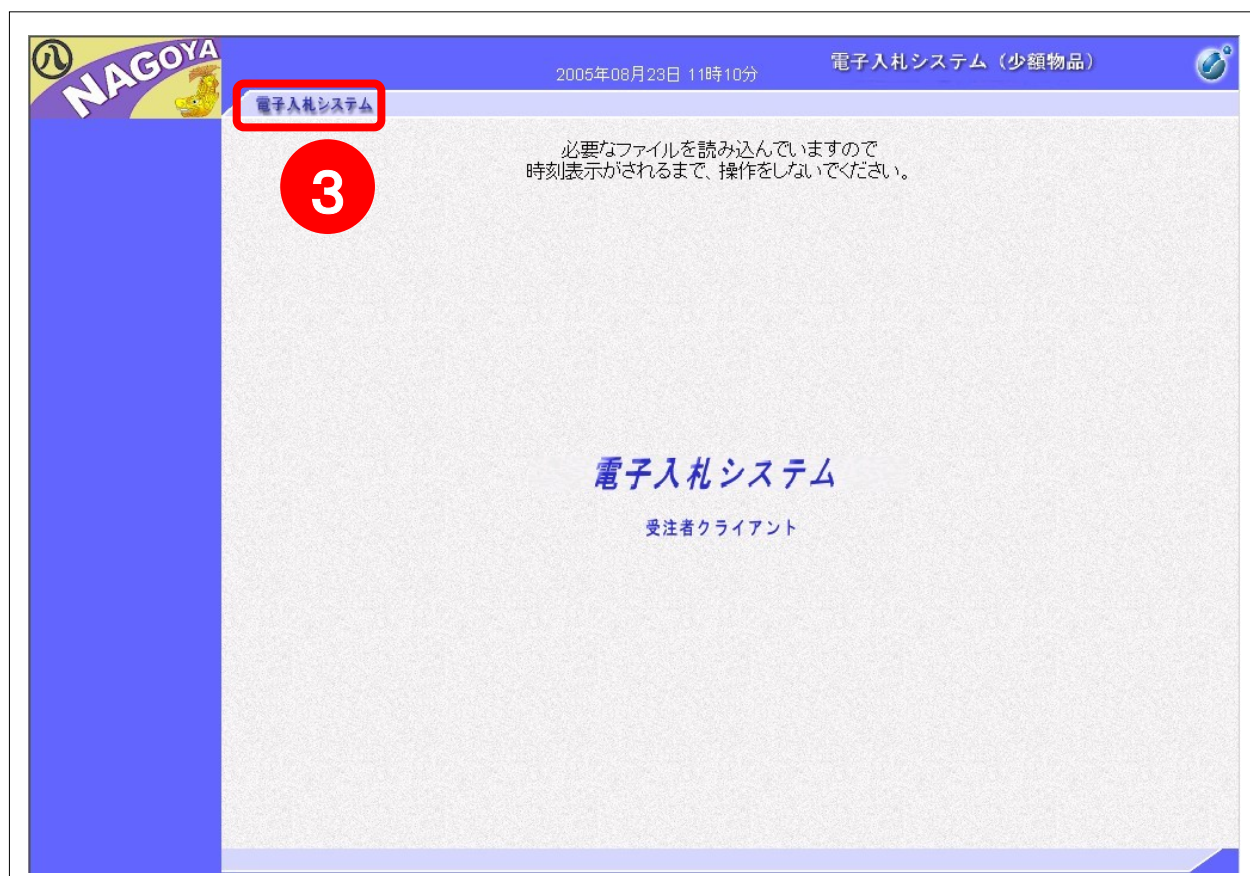 八
NAGOYA
2005年08月23日 11時10分
電子入札システム（少額物品）
電子入札システム
3
必要なファイルを読み込んでいますので
時刻表示がされるまで、操作をしないでください。
電子入札システム
受注者クライアント